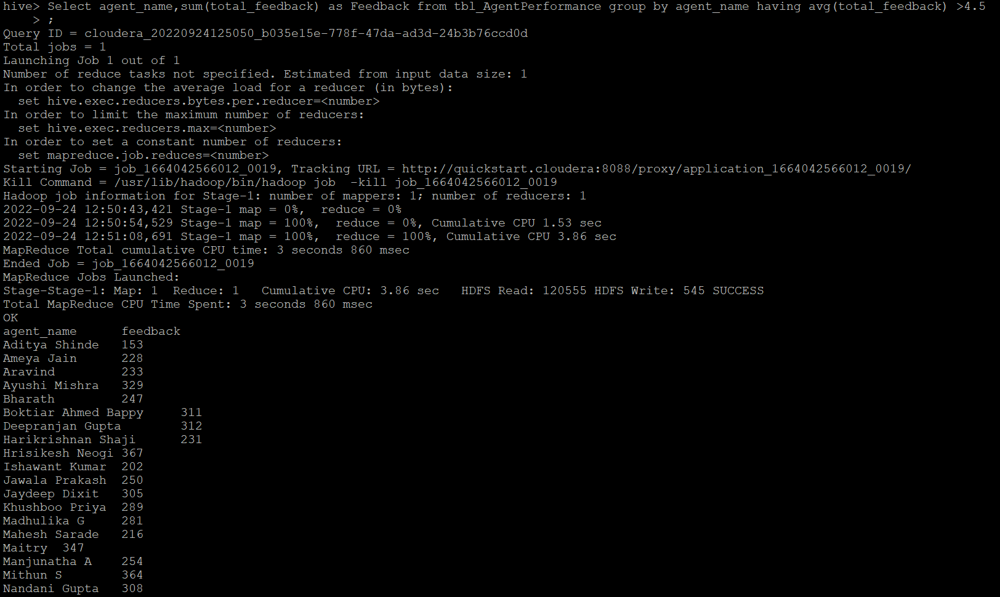 hive> Select agent_name,sum(total_feedback) as Feedback from tbl_AgentPerformance group by agent_name having avg(total_feedback) >4.5
    > ;
Query ID = cloudera_20220924125050_b035e15e-778f-47da-ad3d-24b3b76ccd0d
Total jobs = 1
Launching Job 1 out of 1
Number of reduce tasks not specified. Estimated from input data size: 1
In order to change the average load for a reducer (in bytes):
  set hive.exec.reducers.bytes.per.reducer=<number>
In order to limit the maximum number of reducers:
  set hive.exec.reducers.max=<number>
In order to set a constant number of reducers:
  set mapreduce.job.reduces=<number>
Starting Job = job_1664042566012_0019, Tracking URL = http://quickstart.cloudera:8088/proxy/application_1664042566012_0019/
Kill Command = /usr/lib/hadoop/bin/hadoop job  -kill job_1664042566012_0019
Hadoop job information for Stage-1: number of mappers: 1; number of reducers: 1
2022-09-24 12:50:43,421 Stage-1 map = 0%,  reduce = 0%
2022-09-24 12:50:54,529 Stage-1 map = 100%,  reduce = 0%, Cumulative CPU 1.53 sec
2022-09-24 12:51:08,691 Stage-1 map = 100%,  reduce = 100%, Cumulative CPU 3.86 sec
MapReduce Total cumulative CPU time: 3 seconds 860 msec
Ended Job = job_1664042566012_0019
MapReduce Jobs Launched:
Stage-Stage-1: Map: 1  Reduce: 1   Cumulative CPU: 3.86 sec   HDFS Read: 120555 HDFS Write: 545 SUCCESS
Total MapReduce CPU Time Spent: 3 seconds 860 msec
OK
agent_name      feedback
Aditya Shinde   153
Ameya Jain      228
Aravind         233
Ayushi Mishra   329
Bharath         247
Boktiar Ahmed Bappy     311
Deepranjan Gupta        312
Harikrishnan Shaji      231
Hrisikesh Neogi 367
Ishawant Kumar  202
Jawala Prakash  250
Jaydeep Dixit   305
Khushboo Priya  289
Madhulika G     281
Mahesh Sarade   216
Maitry  347
Manjunatha A    254
Mithun S        364
Nandani Gupta   308